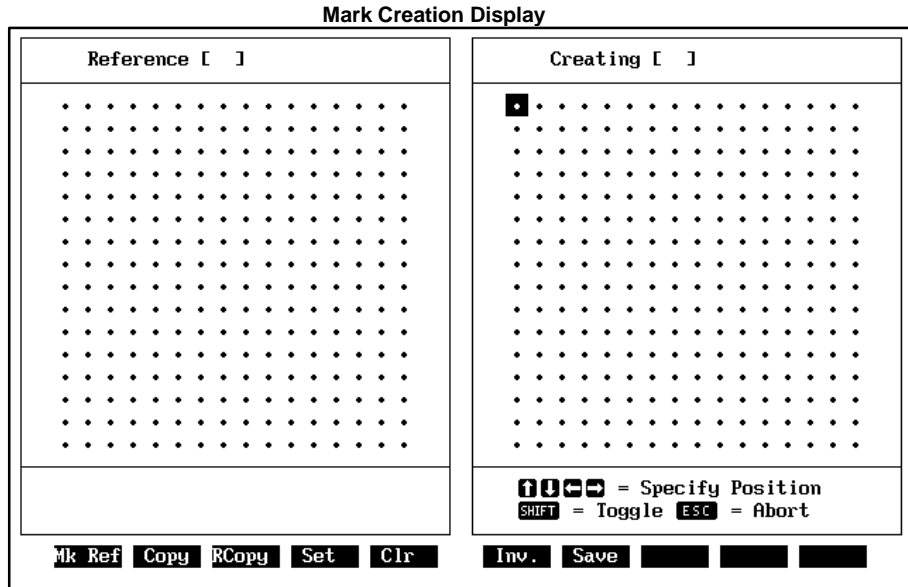 Mark Creation Display
Reference [ ]
Creating [ ]
↑↓←→ = Specify Position
SHIFT = Toggle ESC = Abort
Mk Ref Copy RCopy Set Clr Inv. Save